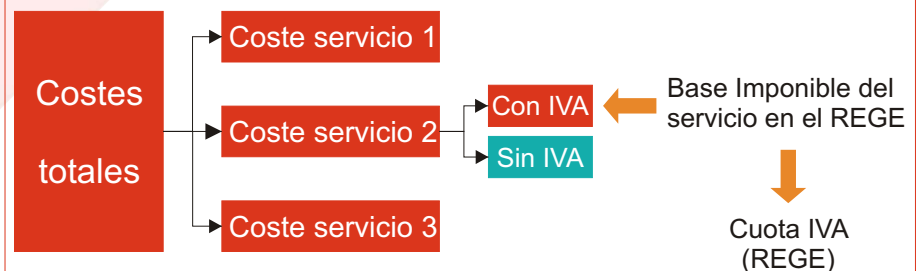 Costes
totales
Coste servicio 1
Coste servicio 2
Coste servicio 3
Con IVA
Sin IVA
Base Imponible del
servicio en el REGE
Cuota IVA
(REGE)